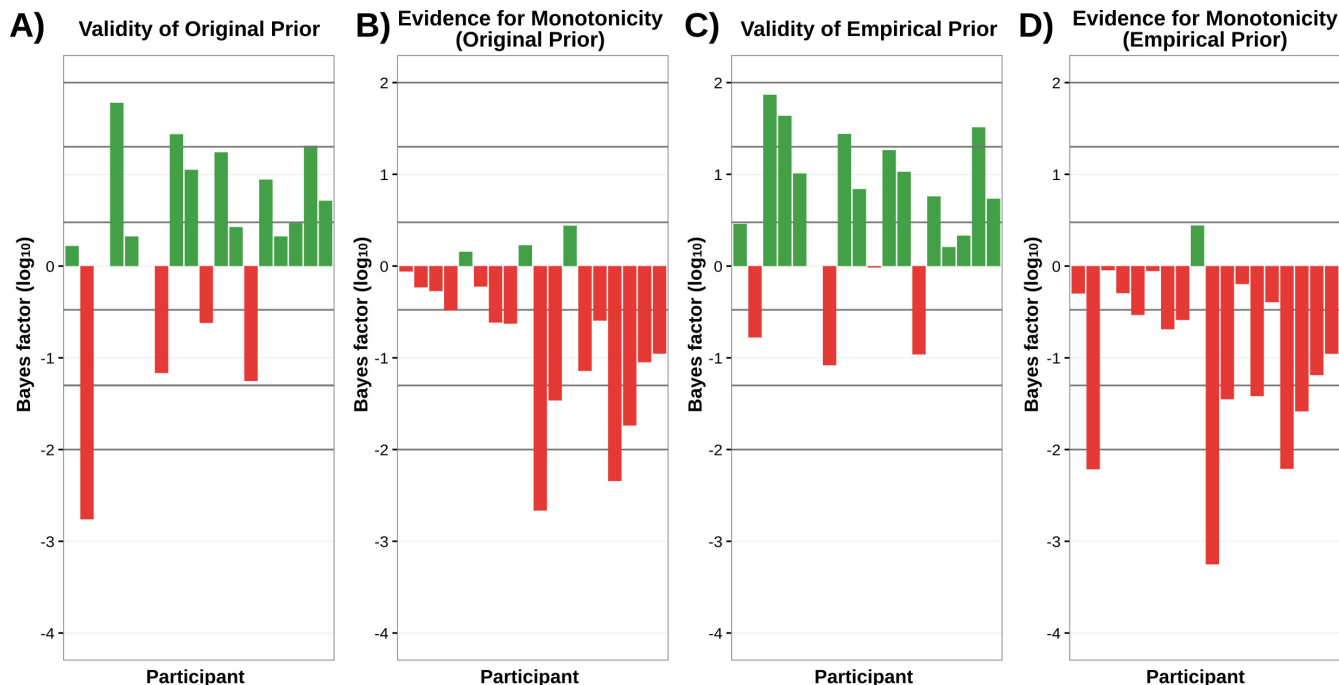 A) Validity of Original Prior
B) Evidence for Monotonicity
(Original Prior)
C) Validity of Empirical Prior
D) Evidence for Monotonicity
(Empirical Prior)
Bayes factor (log10)
0
-1
-2
-3
-4
Participant
Bayes factor (log10)
2
1
0
-1
-2
-3
-4
Participant
Bayes factor (log10)
2
1
0
-1
-2
-3
-4
Participant
Bayes factor (log10)
2
1
0
-1
-2
-3
-4
Participant